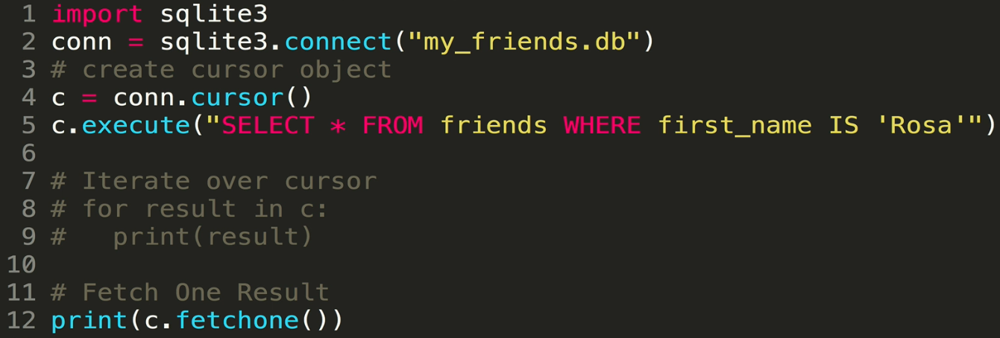 1 import sqlite3
2 conn = sqlite3.connect("my_friends.db")
3 # create cursor object
4 c = conn.cursor()
5 c.execute("SELECT * FROM friends WHERE first_name IS 'Rosa'")
6
7 # Iterate over cursor
8 # for result in c:
9 #   print(result)
10
11 # Fetch One Result
12 print(c.fetchone())